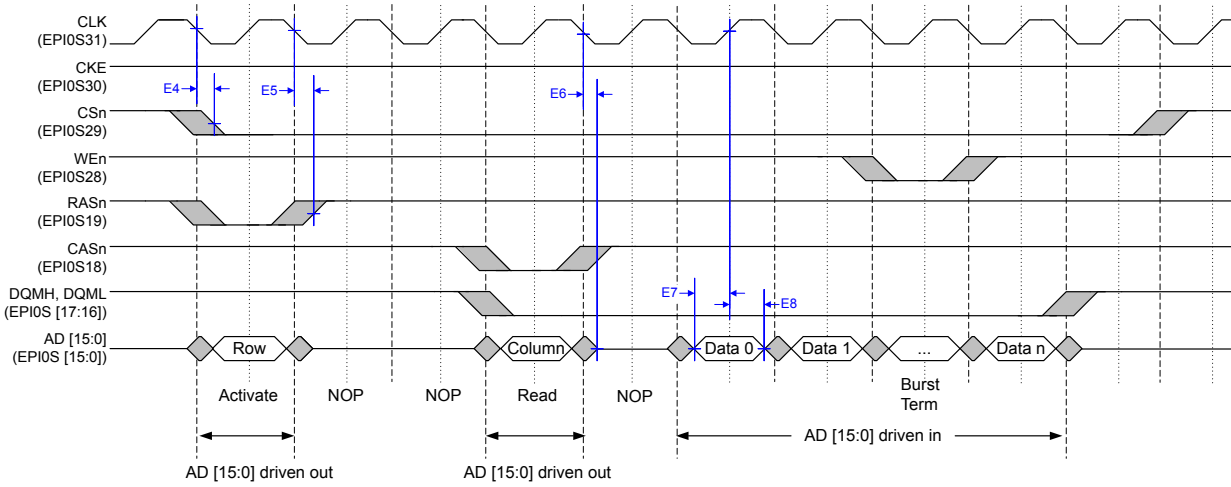 CLK
(EPI0S31)
CKE
(EPI0S30)
E4
E5
E6
CSn
(EPI0S29)
WEn
(EPI0S28)
RASn
(EPI0S19)
CASn
(EPI0S18)
DQMH, DQML
(EPI0S [17:16])
E7
E8
AD [15:0]
(EPI0S [15:0])
Row
Column
Data 0
Data 1
...
Data n
Activate
NOP
NOP
Read
NOP
Burst
Term
AD [15:0] driven in
AD [15:0] driven out
AD [15:0] driven out